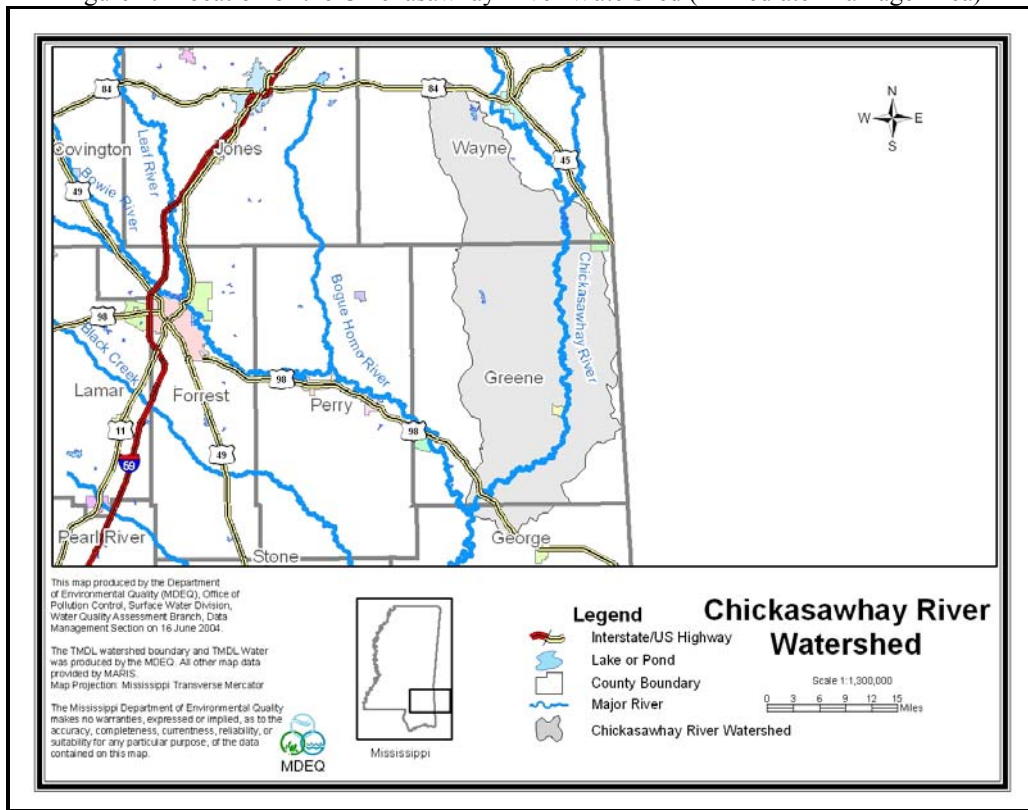 Location of the Chickasawhay River Watershed (Immediate Drainage Area)
84
84
N
W E
S
Covington
Leaf River
Jones
Wayne
45
Bowie River
49
Chickasawhay River
98
Black Creek
Bogue Homo River
Greene
98
Lamar
Forrest
Perry
11
98
49
59
Pearl River
Stone
George
This map produced by the Department
of Environmental Quality (MDEQ), Office of
Pollution Control, Surface Water Division,
Water Quality Assessment Branch, Data
Management Section on 16 June 2004.
The TMDL watershed boundary and TMDL Water
was produced by the MDEQ. All other map data
provided by MARIS.
Map Projection: Mississippi Transverse Mercator
The Mississippi Department of Environmental Quality
makes no warranties, expressed or implied, as to the
accuracy, completeness, currentness, reliability, or
suitability for any particular purpose, of the data
contained on this map.
MDEQ
Mississippi
Legend
Interstate/US Highway
Lake or Pond
County Boundary
Major River
Chickasawhay River Watershed
Chickasawhay River
Watershed
Scale 1:1,300,000
0 3 6 9 12 15
Miles